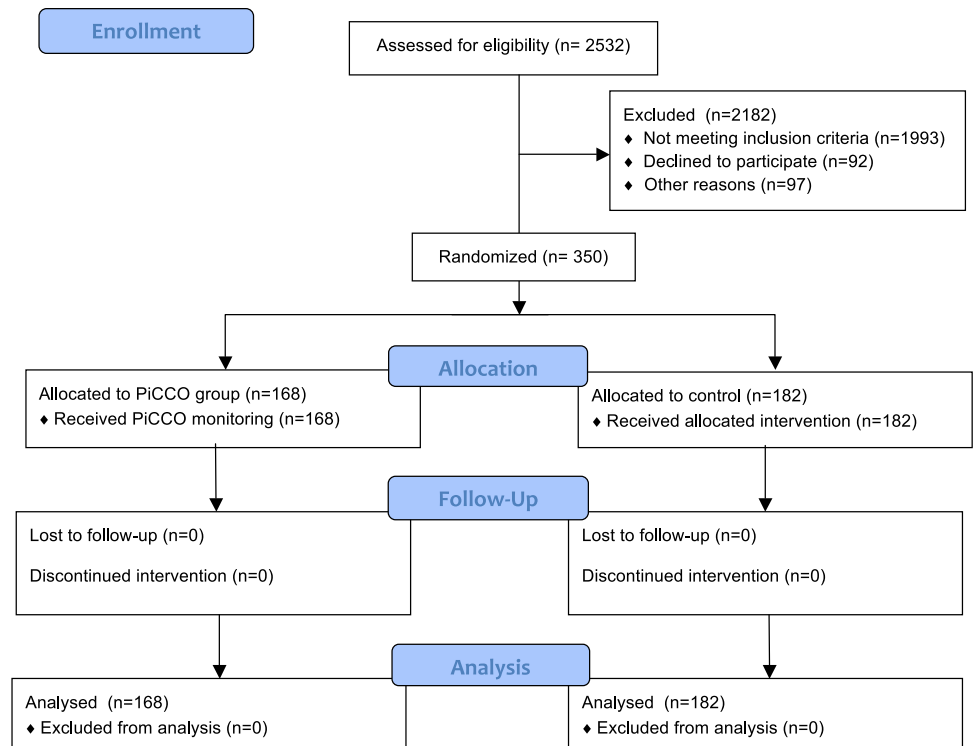 Enrollment
Assessed for eligibility (n= 2532)
Excluded (n=2182)
♦ Not meeting inclusion criteria (n=1993)
♦ Declined to participate (n=92)
♦ Other reasons (n=97)
Randomized (n= 350)
Allocation
Allocated to PiCCO group (n=168)
♦ Received PiCCO monitoring (n=168)
Allocated to control (n=182)
♦ Received allocated intervention (n=182)
Follow-Up
Lost to follow-up (n=0)
Discontinued intervention (n=0)
Lost to follow-up (n=0)
Discontinued intervention (n=0)
Analysis
Analysed (n=168)
♦ Excluded from analysis (n=0)
Analysed (n=182)
♦ Excluded from analysis (n=0)